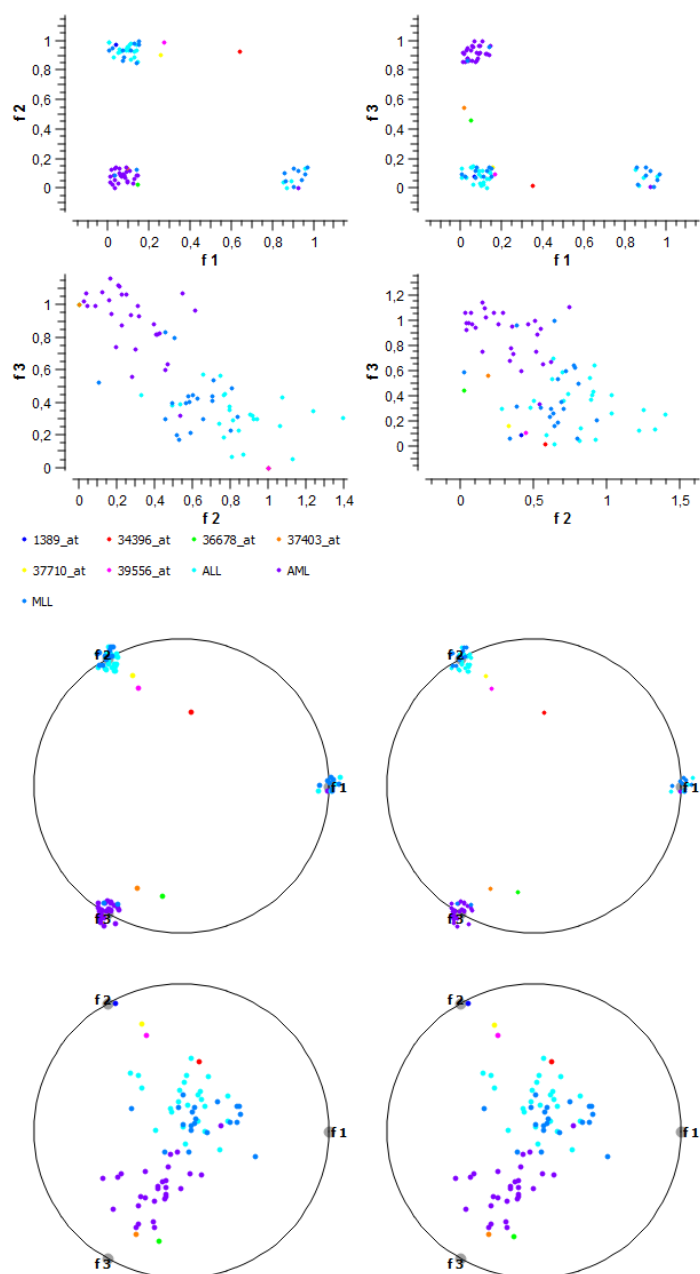 1
0,8
0,6
0,4
0,2
0
f 2
0 0,2 0,4 0,6 0,8 1
f 1
1
0,8
0,6
0,4
0,2
0
f 3
0 0,2 0,4 0,6 0,8 1
f 1
1
0,8
0,6
0,4
0,2
0
f 3
0 0,2 0,4 0,6 0,8 1 1,2 1,4
f 2
1,2
1
0,8
0,6
0,4
0,2
0
f 3
0 0,5 1 1,5
f 2
1389_at 34396_at 36678_at 37403_at
37710_at 39556_at ALL AML
MLL
f 2
f 1
f 3
f 2
f 1
f 3
f 2
f 1
f 3
f 2
f 1
f 3